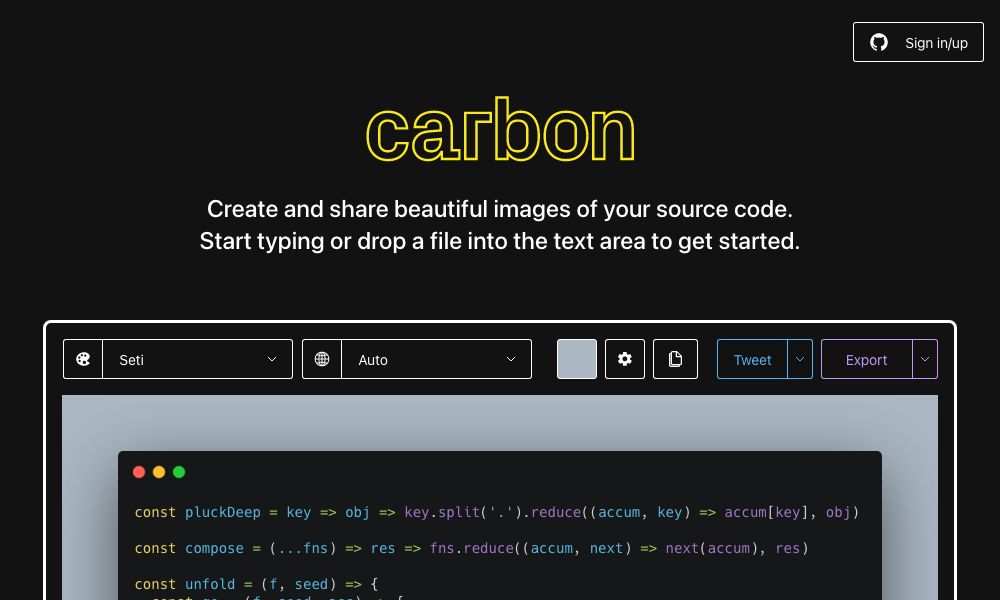 Sign in/up
carbon
Create and share beautiful images of your source code.
Start typing or drop a file into the text area to get started.
Seti
Auto
Tweet
Export
const pluckDeep = key => obj => key.split('.').reduce((accum, key) => accum[key], obj)
const compose = (...fns) => res => fns.reduce((accum, next) => next(accum), res)
const unfold = (f, seed) => {